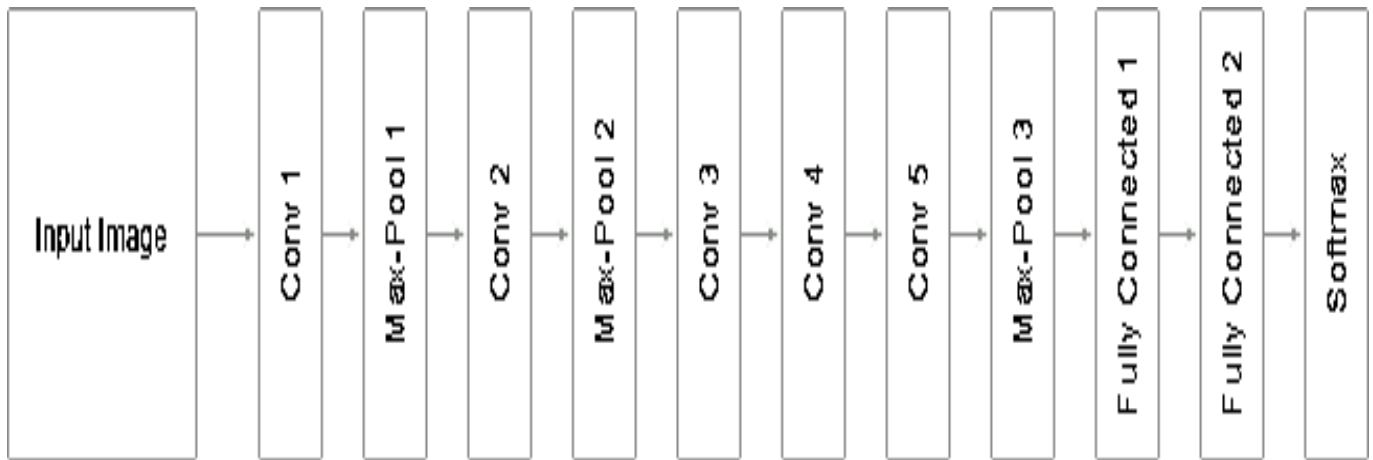 Input Image
Conv 1
Max-Pool 1
Conv 2
Max-Pool 2
Conv 3
Conv 4
Conv 5
Max-Pool 3
Fully Connected 1
Fully Connected 2
Softmax